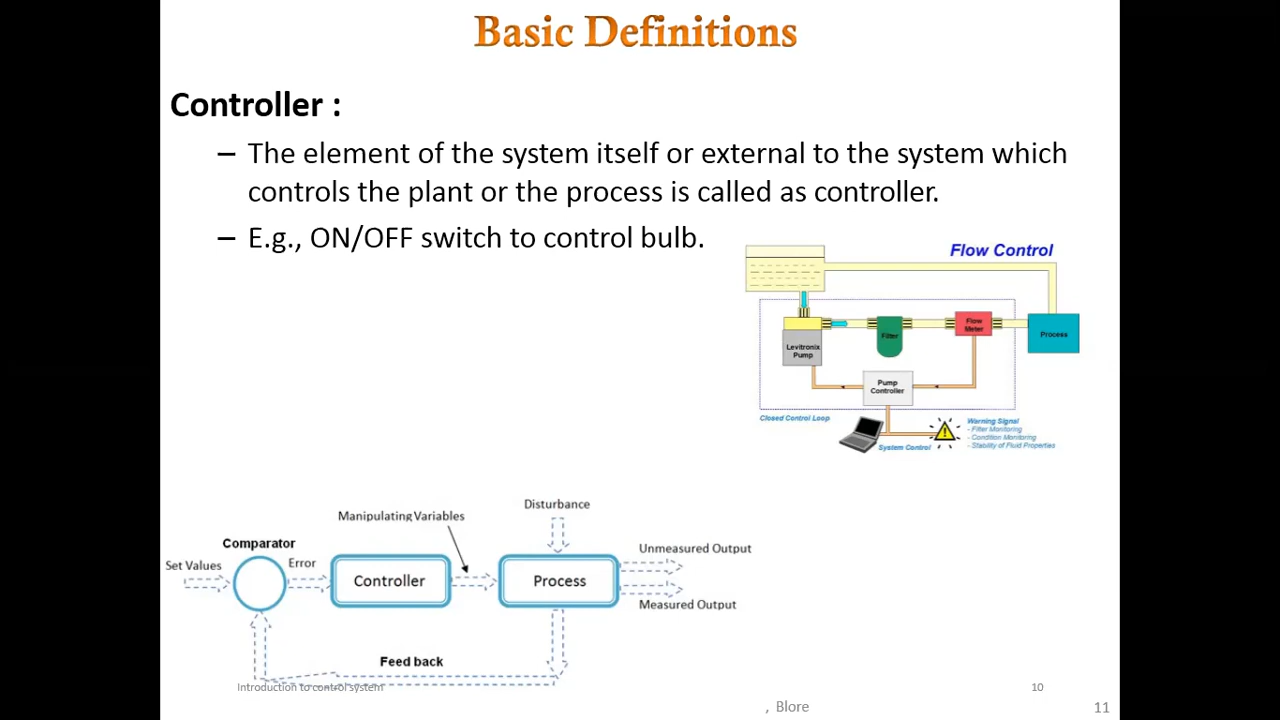 Basic Definitions
Controller :
– The element of the system itself or external to the system which
controls the plant or the process is called as controller.
– E.g., ON/OFF switch to control bulb.
Flow Control
Levitronix
Pump
Filter
Flow
Meter
Process
Pump
Controller
Closed Control Loop
System Control
Warning Signal
- Filter Monitoring
- Condition Monitoring
- Stability of Fluid Properties
Disturbance
Manipulating Variables
Comparator
Set Values
Error
Controller
Process
Unmeasured Output
Measured Output
Feed back
Introduction to control system
10
, Blore
11